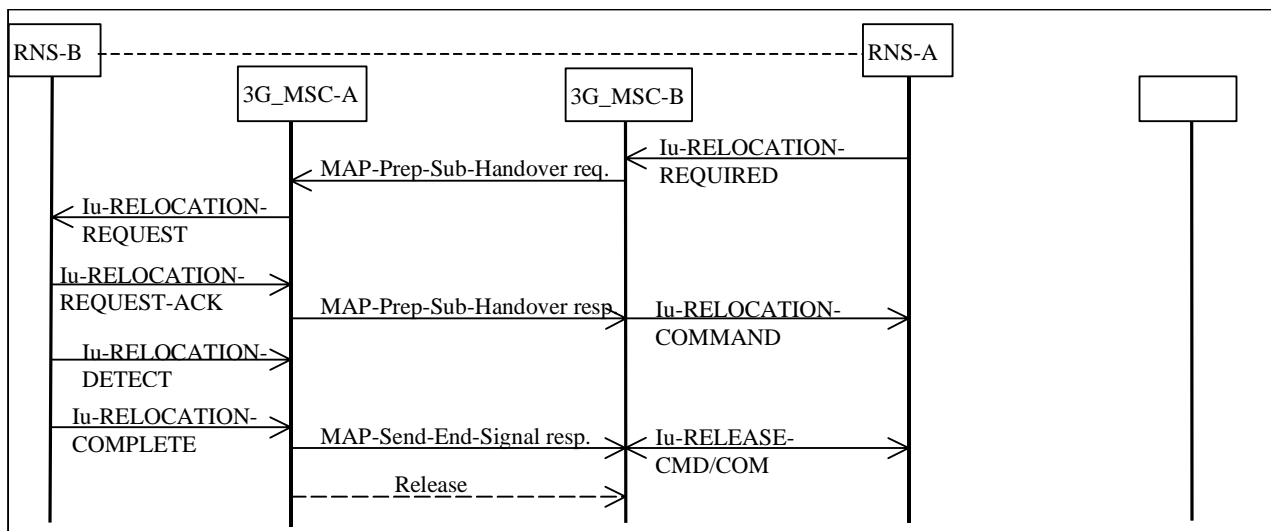 RNS-B
RNS-A
3G_MSC-A
3G_MSC-B
Iu-RELOCATION-
REQUIRED
MAP-Prep-Sub-Handover req.
Iu-RELOCATION-
REQUEST
Iu-RELOCATION-
REQUEST-ACK
MAP-Prep-Sub-Handover resp.
Iu-RELOCATION-
COMMAND
Iu-RELOCATION-
DETECT
Iu-RELOCATION-
COMPLETE
MAP-Send-End-Signal resp.
Iu-RELEASE-
CMD/COM
Release